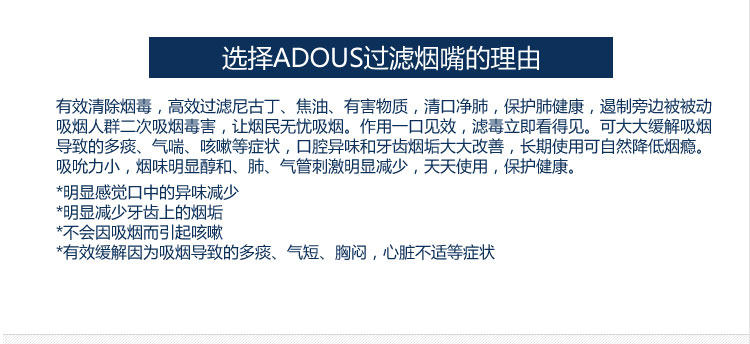 选择ADOUS过滤烟嘴的理由
有效清除烟毒，高效过滤尼古丁、焦油、有害物质，清口净肺，保护肺健康，遏制旁边被被动
吸烟人群二次吸烟毒害，让烟民无忧吸烟。作用一口见效，滤毒立即看得见。可大大缓解吸烟
导致的多痰、气喘、咳嗽等症状，口腔异味和牙齿烟垢大大改善，长期使用可自然降低烟瘾。
吸吮力小，烟味明显醇和、肺、气管刺激明显减少，天天使用，保护健康。
*明显感觉口中的异味减少
*明显减少牙齿上的烟垢
*不会因吸烟而引起咳嗽
*有效缓解因为吸烟导致的多痰、气短、胸闷，心脏不适等症状